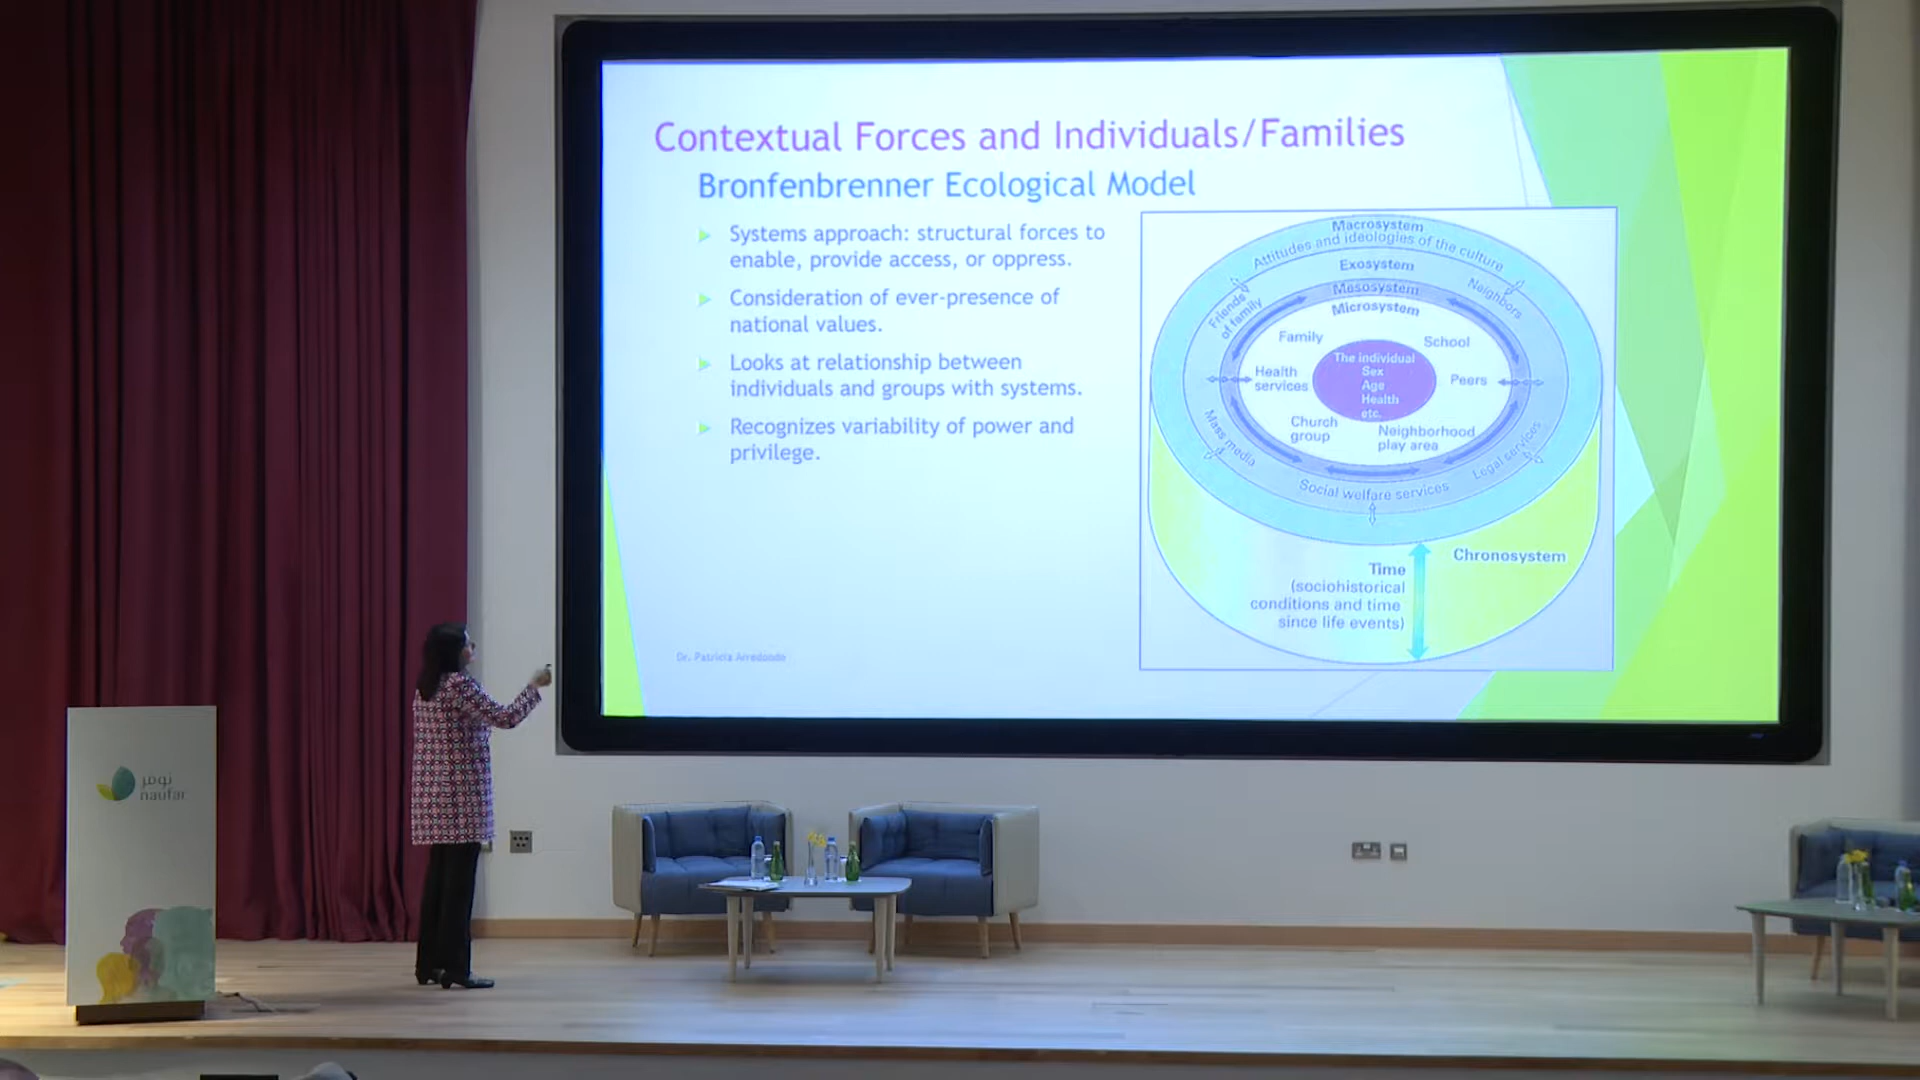 Contextual Forces and Individuals/Families
Bronfenbrenner Ecological Model
Systems approach: structural forces to
enable, provide access, or oppress.
Consideration of ever-presence of
national values.
Looks at relationship between
individuals and groups with systems.
Recognizes variability of power and
privilege.
Dr. Patricia Arredondo
Macrosystem
Attitudes and ideologies of the culture
Exosystem
Mesosystem
Microsystem
Friends
of family
Neighbors
Family
School
The individual
Sex
Age
Health
etc.
Health
services
Peers
Church
group
Neighborhood
play area
Mass media
Legal services
Social welfare services
Chronosystem
Time
(sociohistorical
conditions and time
since life events)
نوفر
naufar